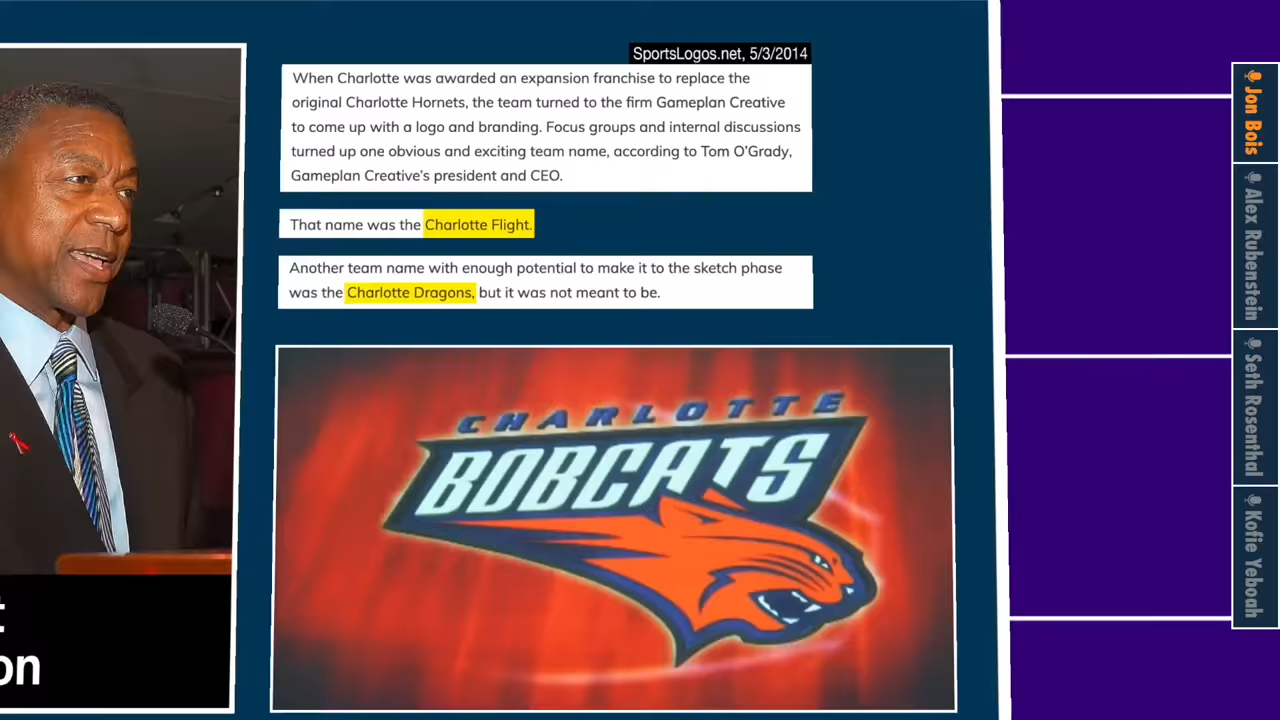 SportsLogos.net, 5/3/2014
When Charlotte was awarded an expansion franchise to replace the
original Charlotte Hornets, the team turned to the firm Gameplan Creative
to come up with a logo and branding. Focus groups and internal discussions
turned up one obvious and exciting team name, according to Tom O’Grady,
Gameplan Creative’s president and CEO.
That name was the Charlotte Flight.
Another team name with enough potential to make it to the sketch phase
was the Charlotte Dragons, but it was not meant to be.
CHARLOTTE
BOBCATS
on
Jon Bois
Alex Rubenstein
Seth Rosenthal
Kofie Yeboah